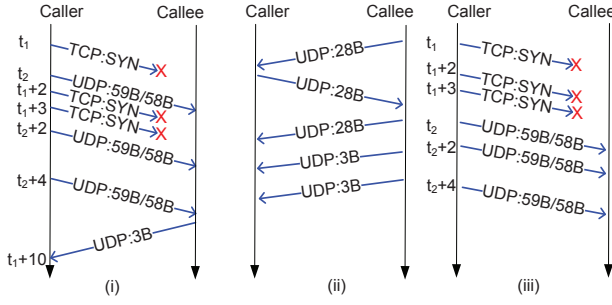 Caller
Callee
t1
TCP:SYN
X
t2
UDP:59B/58B
t1+2
TCP:SYN
X
t1+3
TCP:SYN
X
t2+2
UDP:59B/58B
t2+4
UDP:59B/58B
UDP:3B
t1+10
(i)
Caller
Callee
UDP:28B
UDP:28B
UDP:28B
UDP:3B
UDP:3B
(ii)
Caller
Callee
t1
TCP:SYN
X
t1+2
TCP:SYN
X
t1+3
TCP:SYN
X
t2
UDP:59B/58B
t2+2
UDP:59B/58B
t2+4
UDP:59B/58B
(iii)